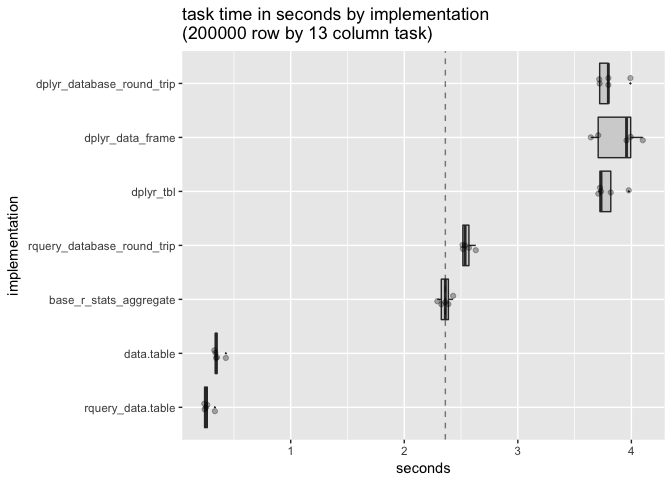 task time in seconds by implementation
(200000 row by 13 column task)
implementation
dplyr_database_round_trip
dplyr_data_frame
dplyr_tbl
rquery_database_round_trip
base_r_stats_aggregate
data.table
rquery_data.table
1 2 3 4
seconds